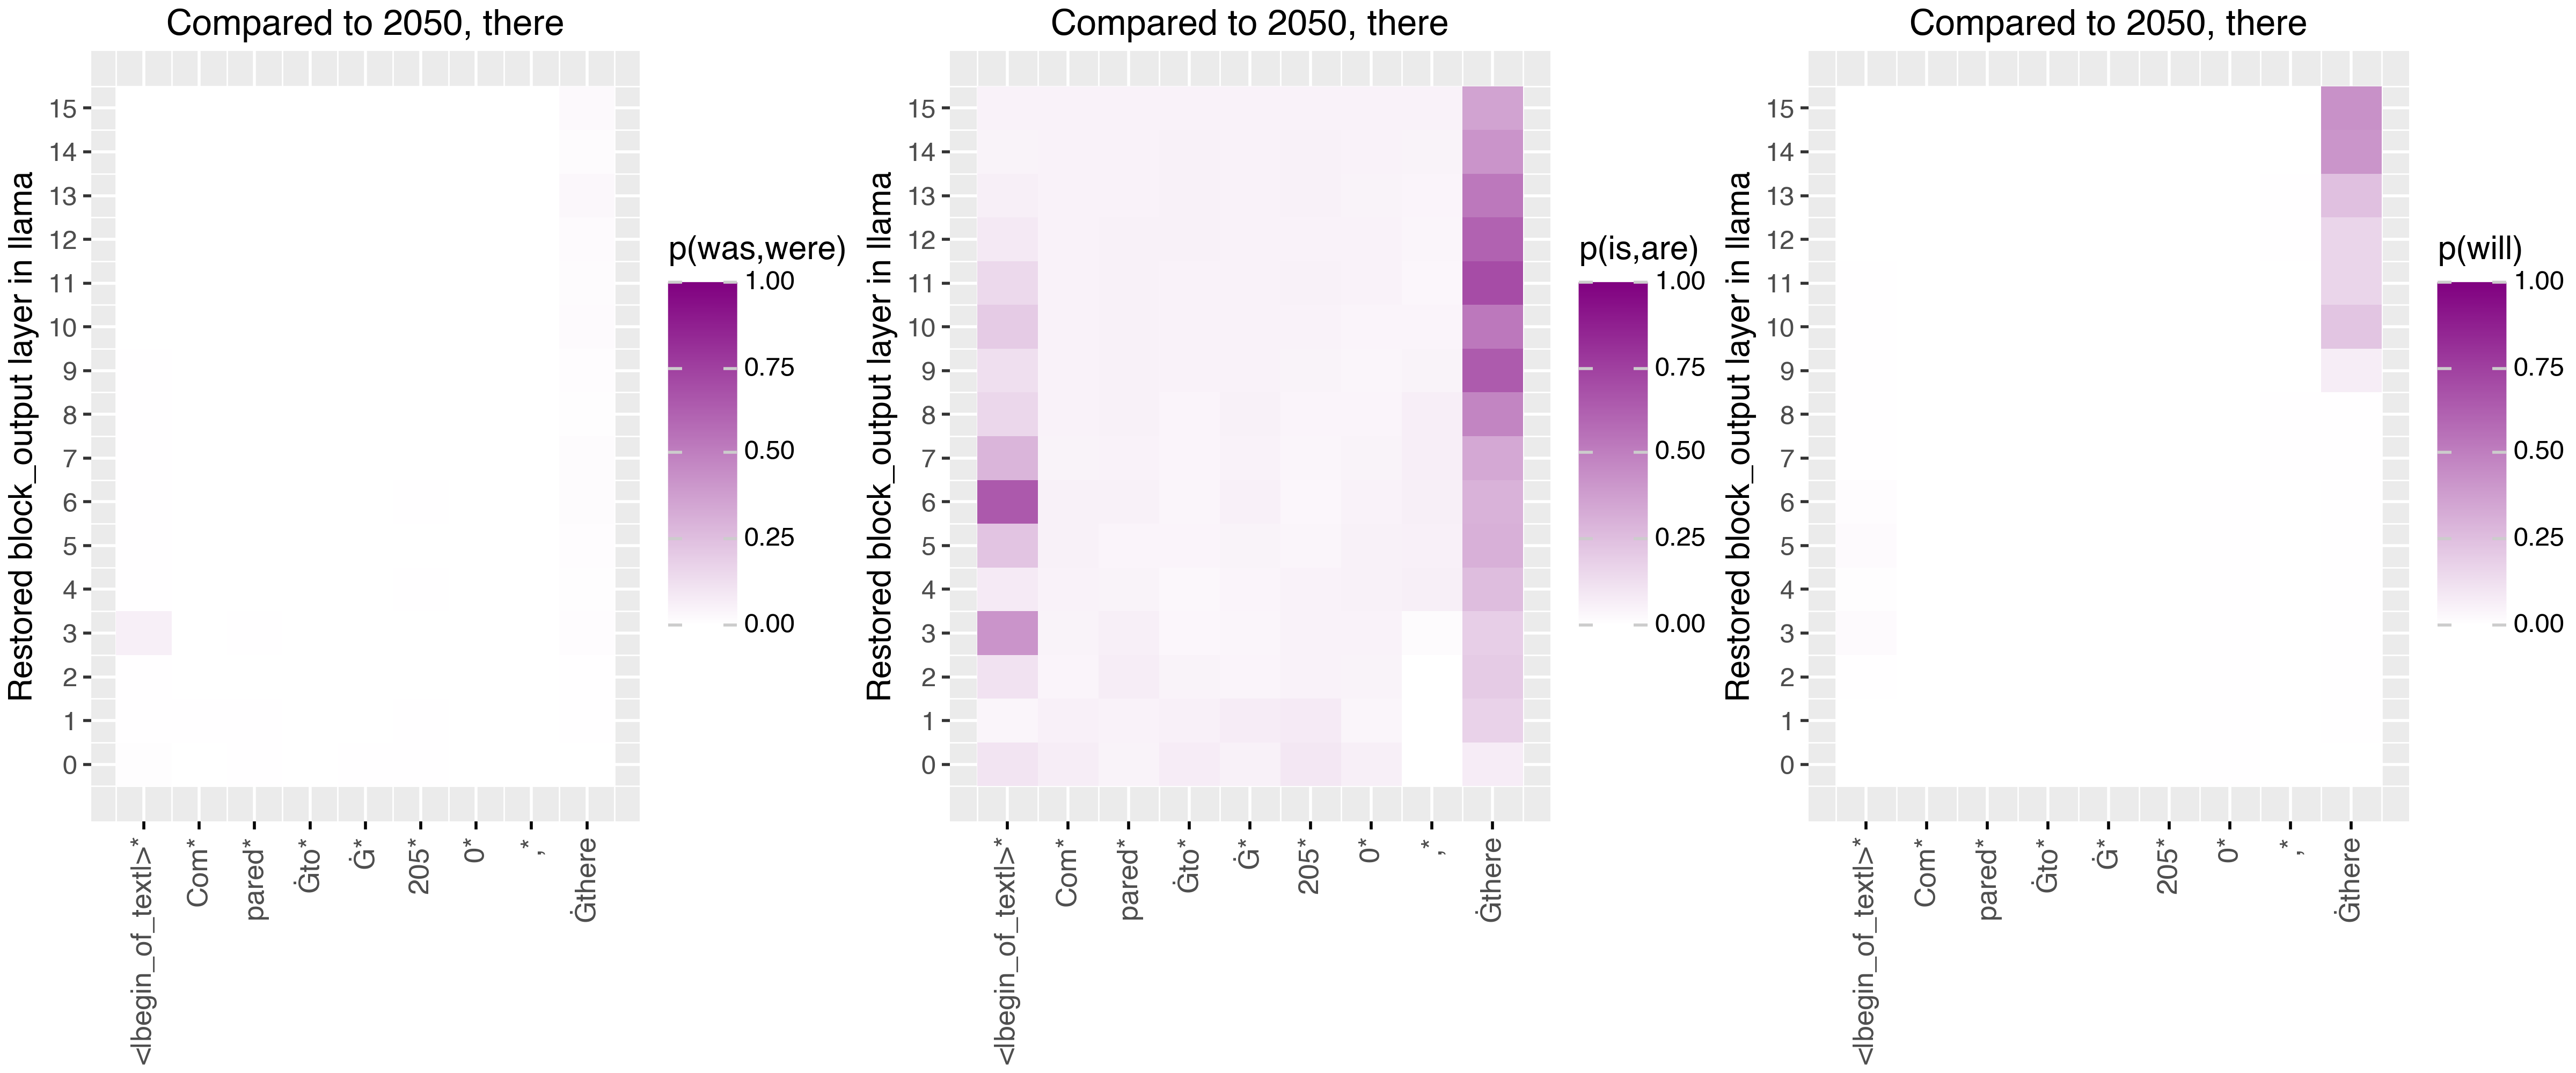 Compared to 2050, there
Restored block_output layer in llama
15
14
13
12
11
10
9
8
7
6
5
4
3
2
1
0
<|begin_of_text|>*
Com*
pared*
Ġto*
Ġ*
205*
0*
,*
Ġthere
p(was,were)
1.00
0.75
0.50
0.25
0.00
Compared to 2050, there
Restored block_output layer in llama
15
14
13
12
11
10
9
8
7
6
5
4
3
2
1
0
<|begin_of_text|>*
Com*
pared*
Ġto*
Ġ*
205*
0*
,*
Ġthere
p(is,are)
1.00
0.75
0.50
0.25
0.00
Compared to 2050, there
Restored block_output layer in llama
15
14
13
12
11
10
9
8
7
6
5
4
3
2
1
0
<|begin_of_text|>*
Com*
pared*
Ġto*
Ġ*
205*
0*
,*
Ġthere
p(will)
1.00
0.75
0.50
0.25
0.00